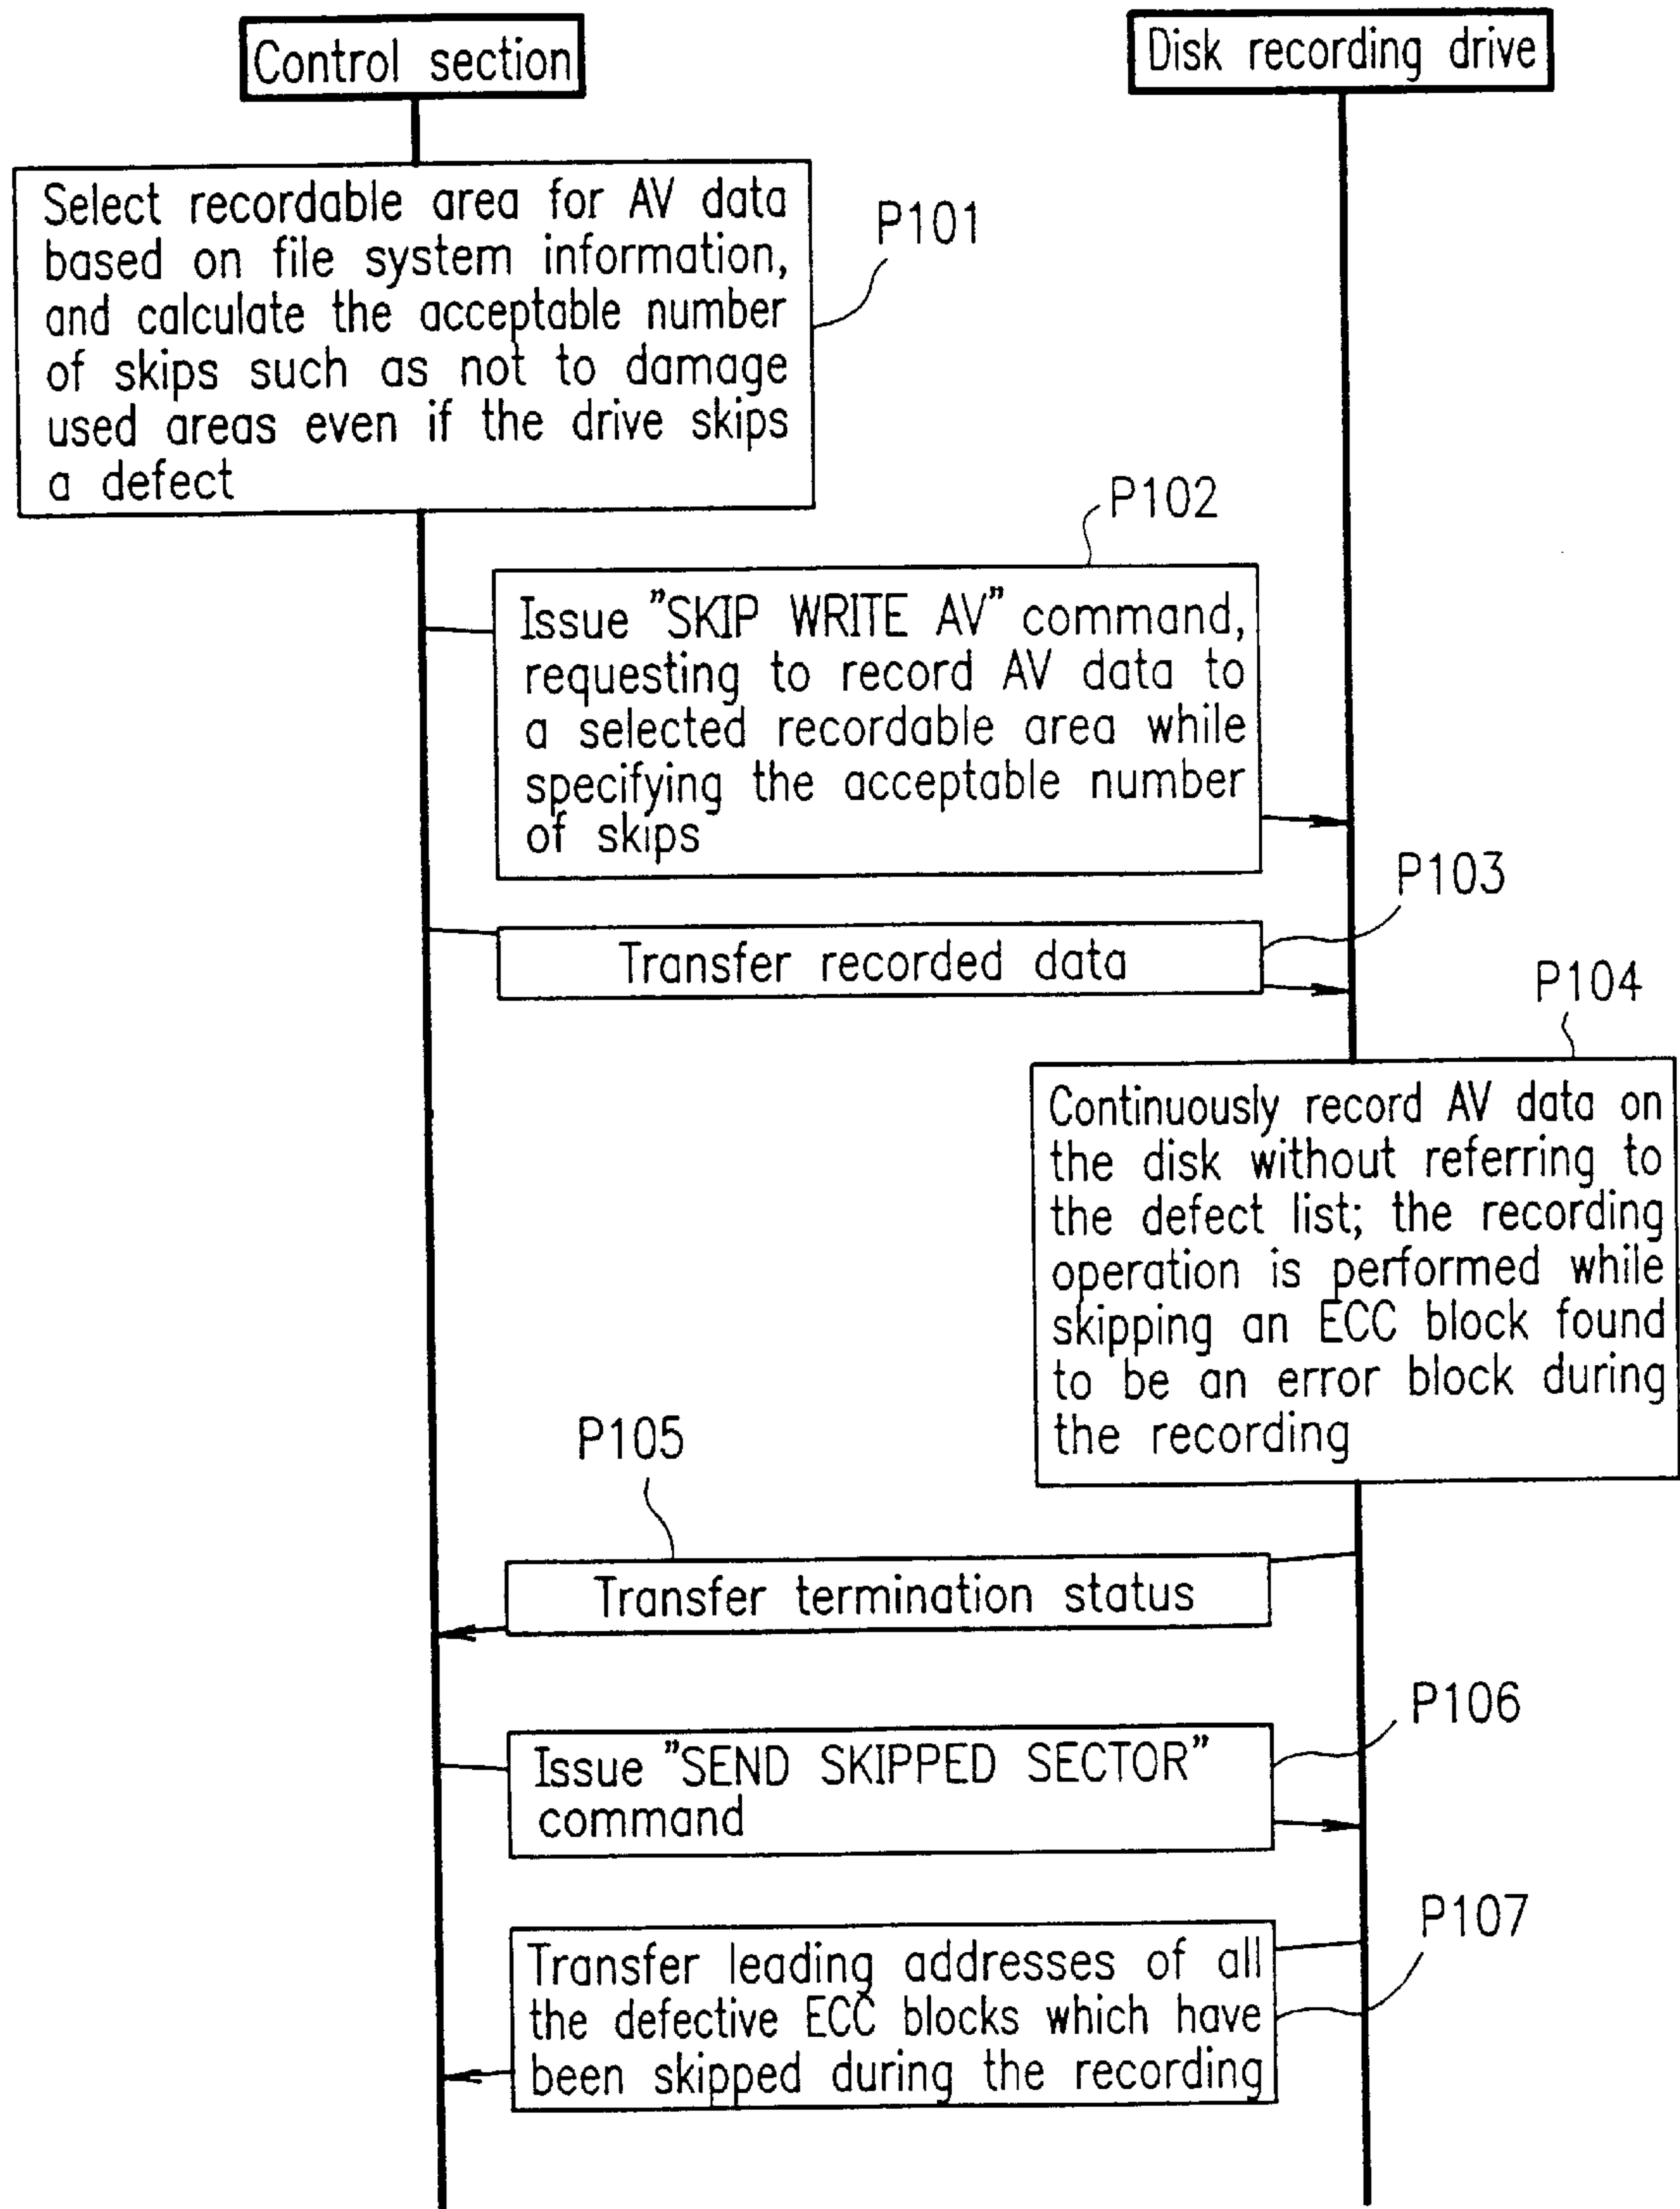 Control section
Disk recording drive
Select recordable area for AV data
based on file system information,
and calculate the acceptable number
of skips such as not to damage
used areas even if the drive skips
a defect
P101
P102
Issue "SKIP WRITE AV" command,
requesting to record AV data to
a selected recordable area while
specifying the acceptable number
of skips
P103
Transfer recorded data
P104
Continuously record AV data on
the disk without referring to
the defect list; the recording
operation is performed while
skipping an ECC block found
to be an error block during
the recording
P105
Transfer termination status
P106
Issue "SEND SKIPPED SECTOR"
command
P107
Transfer leading addresses of all
the defective ECC blocks which have
been skipped during the recording